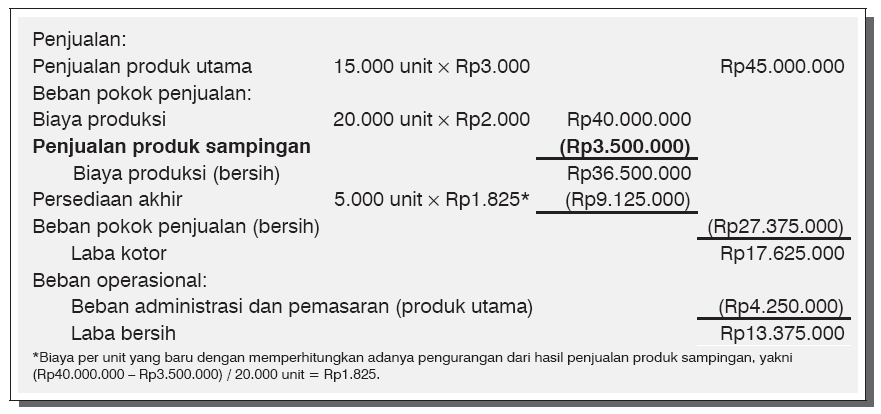 Penjualan:
Penjualan produk utama 15.000 unit × Rp3.000 Rp45.000.000
Beban pokok penjualan:
Biaya produksi 20.000 unit × Rp2.000 Rp40.000.000
Penjualan produk sampingan (Rp3.500.000)
Biaya produksi (bersih) Rp36.500.000
Persediaan akhir 5.000 unit × Rp1.825* (Rp9.125.000)
Beban pokok penjualan (bersih) (Rp27.375.000)
Laba kotor Rp17.625.000
Beban operasional:
Beban administrasi dan pemasaran (produk utama) (Rp4.250.000)
Laba bersih Rp13.375.000
*Biaya per unit yang baru dengan memperhitungkan adanya pengurangan dari hasil penjualan produk sampingan, yakni
(Rp40.000.000 – Rp3.500.000) / 20.000 unit = Rp1.825.